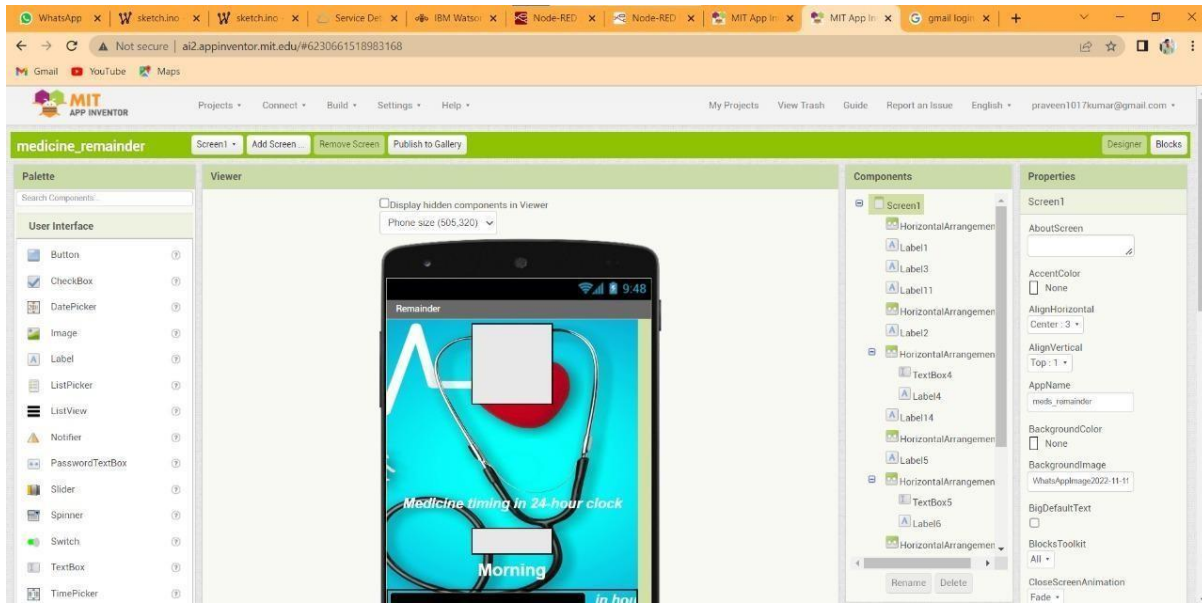 WhatsApp
sketch.ino
sketch.ino
Service De
IBM Watso
Node-RED
Node-RED
MIT App In
MIT App In
gmail login
Not secure | ai2.appinventor.mit.edu/#6230661518983168
Gmail YouTube Maps
MIT
APP INVENTOR
Projects Connect Build Settings Help My Projects View Trash Guide Report an Issue English praveen1017kumar@gmail.com
medicine_remainder Screen1 Add Screen ... Remove Screen Publish to Gallery Designer Blocks
Palette
Search Components...
User Interface
Button
CheckBox
DatePicker
Image
Label
ListPicker
ListView
Notifier
PasswordTextBox
Slider
Spinner
Switch
TextBox
TimePicker
Viewer
Display hidden components in Viewer
Phone size (505,320)
9:48
Remainder
Medicine timing in 24-hour clock
Morning
in hou
Components
Screen1
HorizontalArrangemen
Label1
Label3
Label11
HorizontalArrangemen
Label2
HorizontalArrangemen
TextBox4
Label4
Label14
HorizontalArrangemen
Label5
HorizontalArrangemen
TextBox5
Label6
HorizontalArrangemen
Rename Delete
Properties
Screen1
AboutScreen
AccentColor
None
AlignHorizontal
Center : 3
AlignVertical
Top : 1
AppName
meds_remainder
BackgroundColor
None
BackgroundImage
WhatsAppImage2022-11-11
BigDefaultText
BlocksToolkit
All
CloseScreenAnimation
Fade